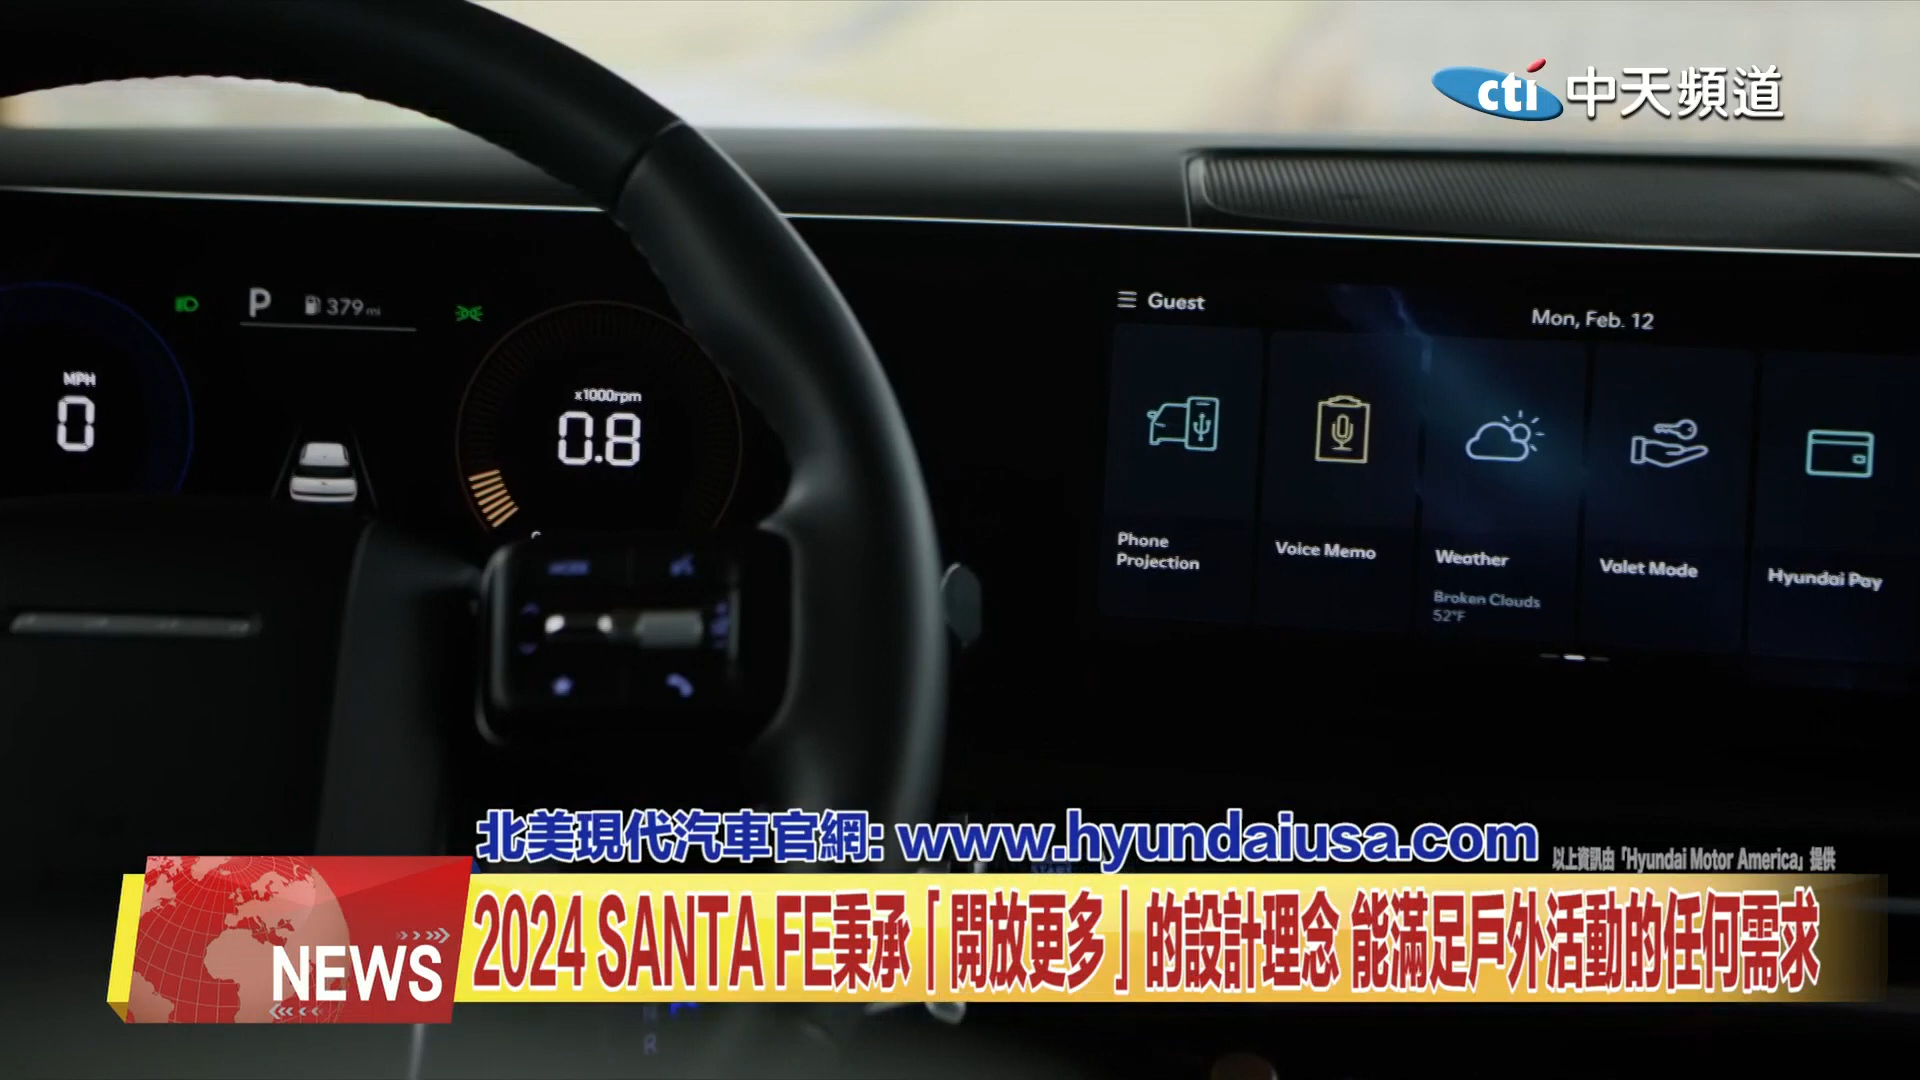 cti 中天頻道
P 379 mi
MPH
0
x1000rpm
0.8
Guest
Mon, Feb. 12
Phone
Projection
Voice Memo
Weather
Broken Clouds
52°F
Valet Mode
Hyundai Pay
MODE
北美現代汽車官網: www.hyundaiusa.com
以上資訊由「Hyundai Motor America」提供
NEWS
2024 SANTA FE秉承「開放更多」的設計理念 能滿足戶外活動的任何需求
R